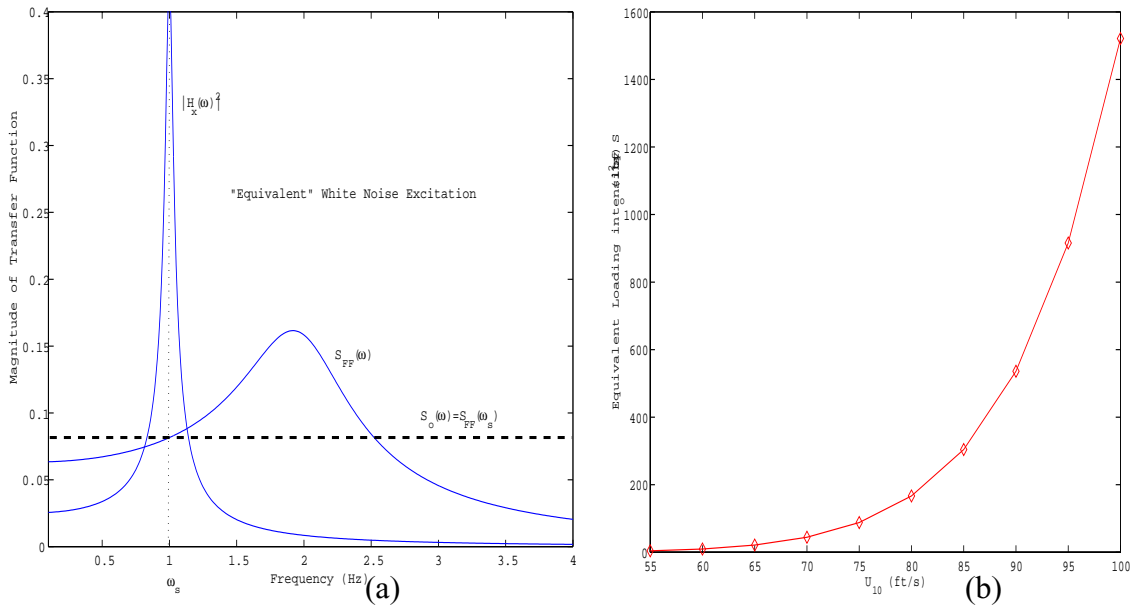 0.4
0.35
0.3
0.25
0.2
0.15
0.1
0.05
0
Magnitude of Transfer Function
|H_x(ω)^2|
"Equivalent" White Noise Excitation
S_FF(ω)
S_o(ω)=S_FF(ω_s)
0.5 1 1.5 2 2.5 3 3.5 4
ω_s
Frequency (Hz)
(a)
1600
1400
1200
1000
800
600
400
200
0
Equivalent Loading intensity S
55 60 65 70 75 80 85 90 95 100
U_10 (ft/s)
(b)